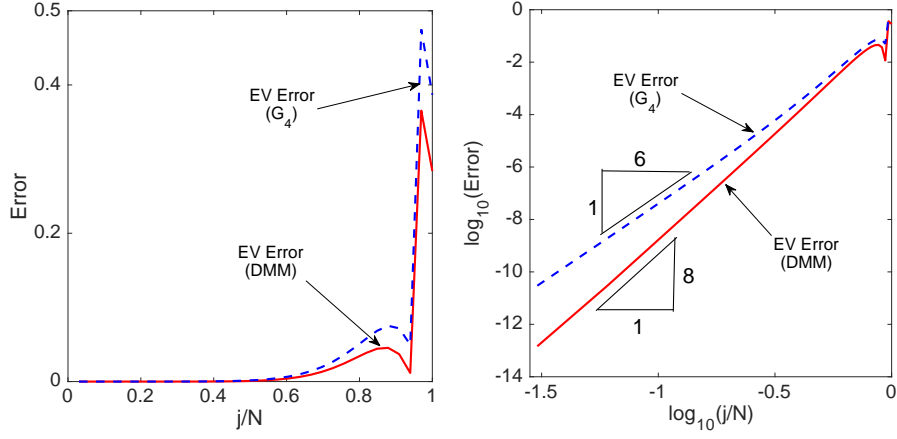 0.5
0.4
0.2
0
0
0.2
0.4
0.6
0.8
1
Error
j/N
EV Error
(G4)
EV Error
(DMM)
0
-2
-4
-6
-8
-10
-12
-14
-1.5
-1
-0.5
0
log10(Error)
log10(j/N)
EV Error
(G4)
6
1
EV Error
(DMM)
8
1